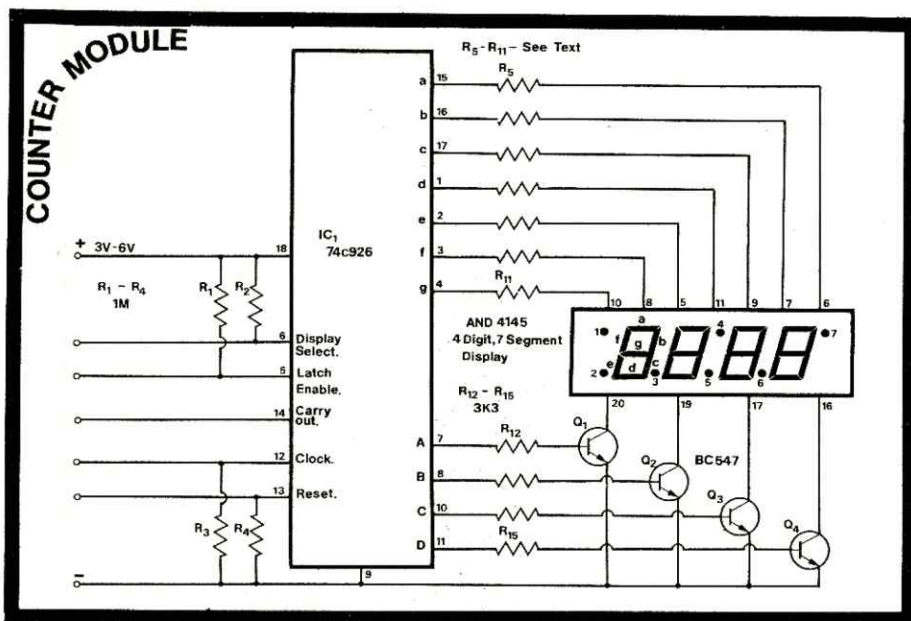 COUNTER MODULE
R5-R11 – See Text
a 15 R5
b 16
c 17
d 1
e 2
f 3
g 4 R11
IC1
74c926
+ 3V-6V
18
R1 – R4
1M
R1 R2
6 Display
Select.
5 Latch
Enable.
14 Carry
out.
12 Clock.
13 Reset.
R3 R4
–
9
10 8 5 11 9 7 6
AND 4145
4 Digit,7 Segment
Display
1 a 4 7
f g b
2 e d c 3 5 6
20 19 17 16
R12 – R15
3K3
A 7 R12 Q1
B 8 Q2 BC547
C 10 Q3
D 11 R15 Q4